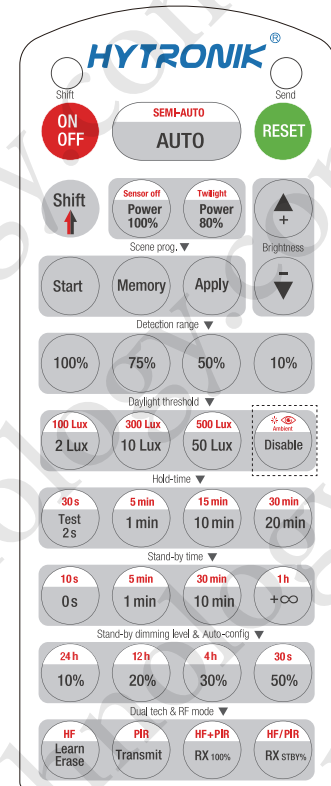 HYTRONIK®
Shift
Send
ON
OFF
SEMI-AUTO
AUTO
RESET
Shift
Sensor off
Power
100%
Twilight
Power
80%
+
Brightness
-
Scene prog. ▼
Start
Memory
Apply
Detection range ▼
100%
75%
50%
10%
Daylight threshold ▼
100 Lux
2 Lux
300 Lux
10 Lux
500 Lux
50 Lux
Ambient
Disable
Hold-time ▼
30 s
Test
2 s
5 min
1 min
15 min
10 min
30 min
20 min
Stand-by time ▼
10 s
0 s
5 min
1 min
30 min
10 min
1 h
+∞
Stand-by dimming level & Auto-config ▼
24 h
10%
12 h
20%
4 h
30%
30 s
50%
Dual tech & RF mode ▼
HF
Learn
Erase
PIR
Transmit
HF+PIR
RX 100%
HF/PIR
RX STBY%